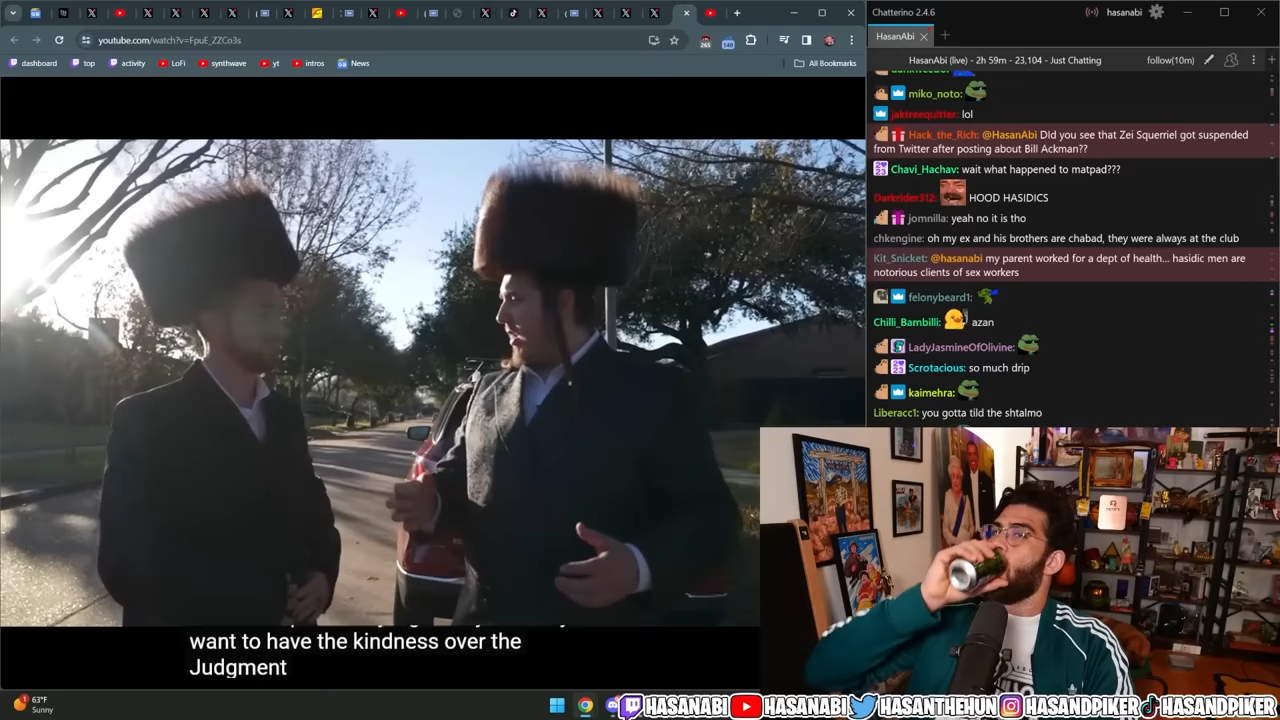 Chatterino 2.4.6
hasanabi
youtube.com/watch?v=FpuE_ZZCo3s
265
140
HasanAbi
dashboard
top
activity
LoFi
synthwave
yt
intros
News
All Bookmarks
HasanAbi (live) - 2h 59m - 23,104 - Just Chatting
follow(10m)
miko_noto:
jaktreequitter: lol
Hack_the_Rich: @HasanAbi DId you see that Zei Squerriel got suspended
from Twitter after posting about Bill Ackman??
Chavi_Hachav: wait what happened to matpad???
Darkrider312: HOOD HASIDICS
jomnilla: yeah no it is tho
chkengine: oh my ex and his brothers are chabad, they were always at the club
Kit_Snicket: @hasanabi my parent worked for a dept of health... hasidic men are
notorious clients of sex workers
felonybeard1:
Chilli_Bambilli: azan
LadyJasmineOfOlivine:
Scrotacious: so much drip
kaimehra:
Liberacc1: you gotta tild the shtalmo
want to have the kindness over the
Judgment
63°F
Sunny
HASANABI HASANABI HASANTHEHUN HASANDPIKER HASANDPIKER